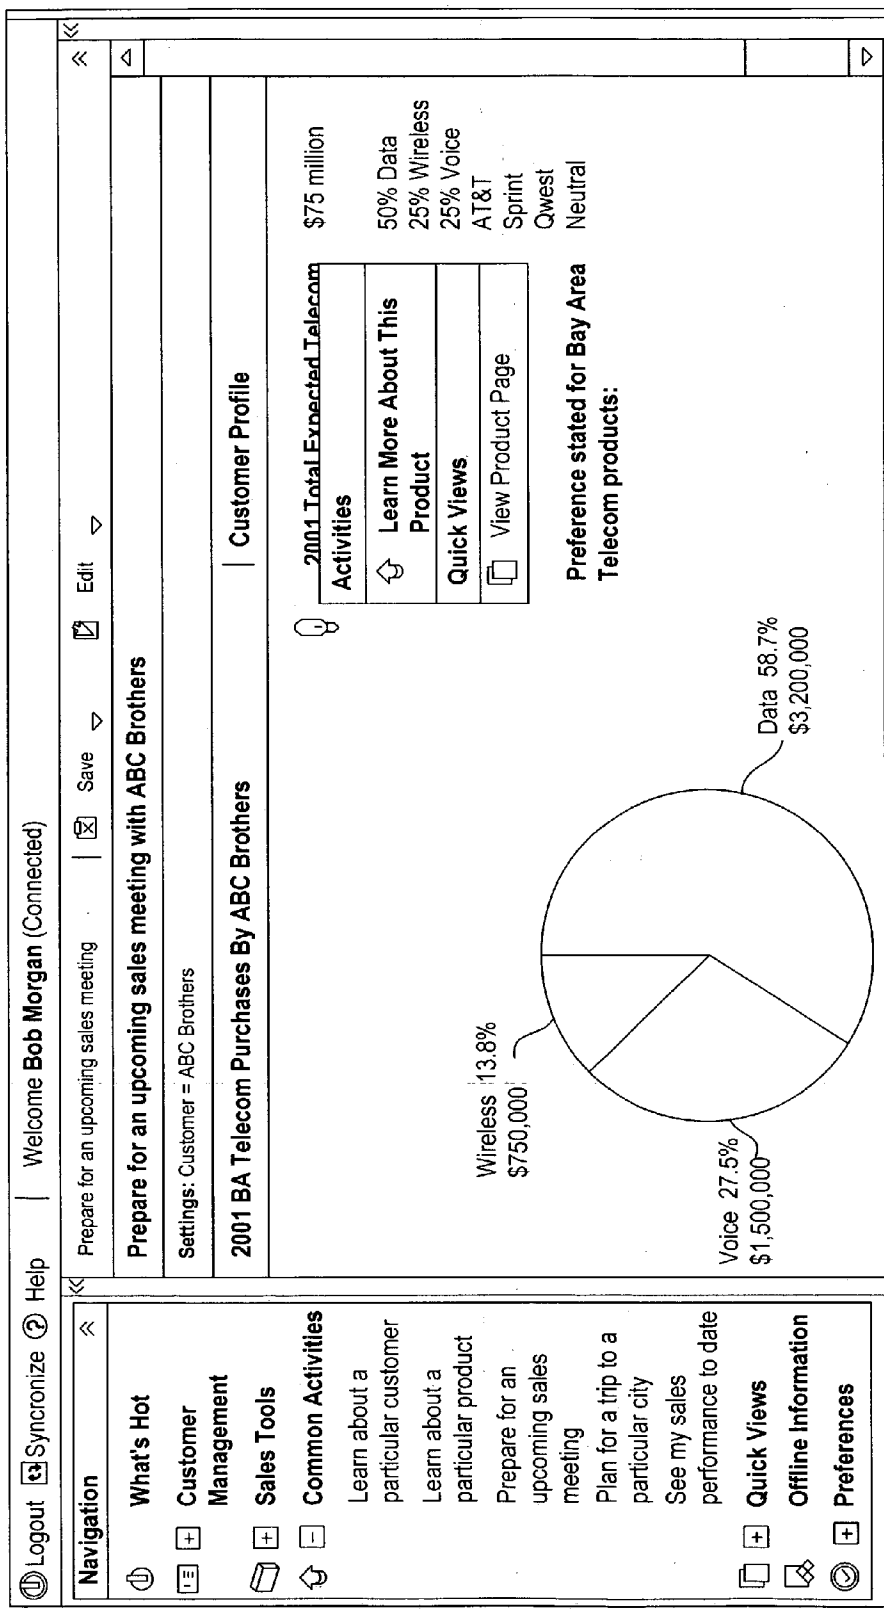 Logout Syncronize Help | Welcome Bob Morgan (Connected)
Navigation
What's Hot
Customer
Management
Sales Tools
Common Activities
Learn about a
particular customer
Learn about a
particular product
Prepare for an
upcoming sales
meeting
Plan for a trip to a
particular city
See my sales
performance to date
Quick Views
Offline Information
Preferences
Prepare for an upcoming sales meeting | Save Edit
Prepare for an upcoming sales meeting with ABC Brothers
Settings: Customer = ABC Brothers
2001 BA Telecom Purchases By ABC Brothers | Customer Profile
Wireless 13.8%
$750,000
Voice 27.5%
$1,500,000
Data 58.7%
$3,200,000
2001 Total Expected Telecom $75 million
Activities
Learn More About This
Product
Quick Views
View Product Page
50% Data
25% Wireless
25% Voice
AT&T
Sprint
Qwest
Preference stated for Bay Area Neutral
Telecom products: